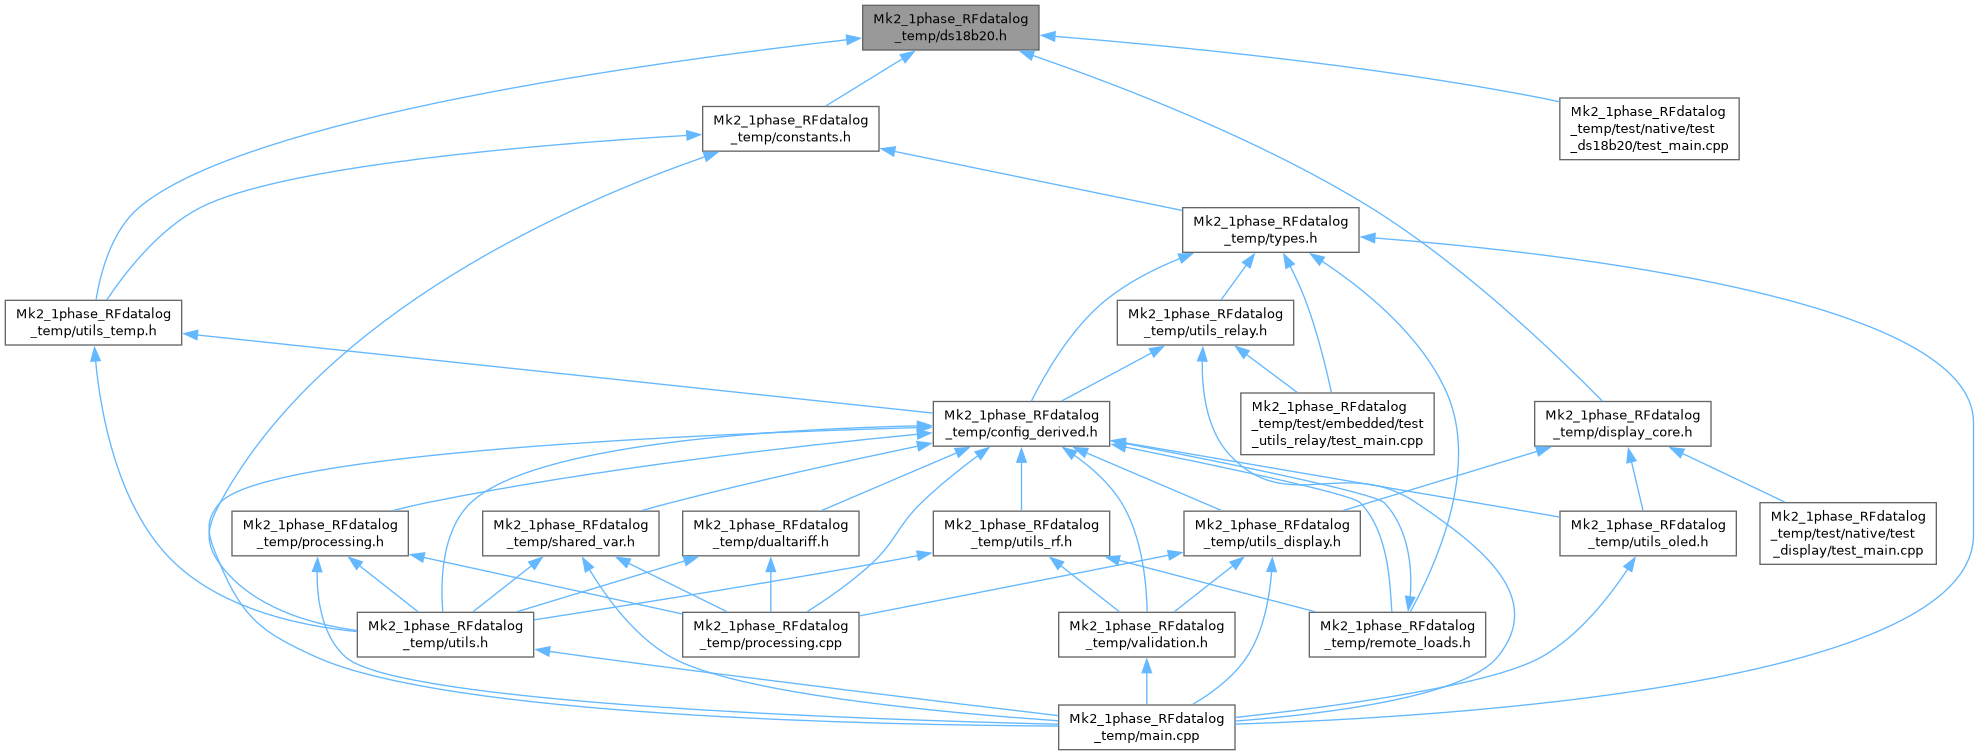 Mk2_1phase_RFdatalog
_temp/ds18b20.h
Mk2_1phase_RFdatalog
_temp/constants.h
Mk2_1phase_RFdatalog
_temp/test/native/test
_ds18b20/test_main.cpp
Mk2_1phase_RFdatalog
_temp/types.h
Mk2_1phase_RFdatalog
_temp/utils_temp.h
Mk2_1phase_RFdatalog
_temp/utils_relay.h
Mk2_1phase_RFdatalog
_temp/config_derived.h
Mk2_1phase_RFdatalog
_temp/test/embedded/test
_utils_relay/test_main.cpp
Mk2_1phase_RFdatalog
_temp/display_core.h
Mk2_1phase_RFdatalog
_temp/processing.h
Mk2_1phase_RFdatalog
_temp/shared_var.h
Mk2_1phase_RFdatalog
_temp/dualtariff.h
Mk2_1phase_RFdatalog
_temp/utils_rf.h
Mk2_1phase_RFdatalog
_temp/utils_display.h
Mk2_1phase_RFdatalog
_temp/utils_oled.h
Mk2_1phase_RFdatalog
_temp/test/native/test
_display/test_main.cpp
Mk2_1phase_RFdatalog
_temp/utils.h
Mk2_1phase_RFdatalog
_temp/processing.cpp
Mk2_1phase_RFdatalog
_temp/validation.h
Mk2_1phase_RFdatalog
_temp/remote_loads.h
Mk2_1phase_RFdatalog
_temp/main.cpp